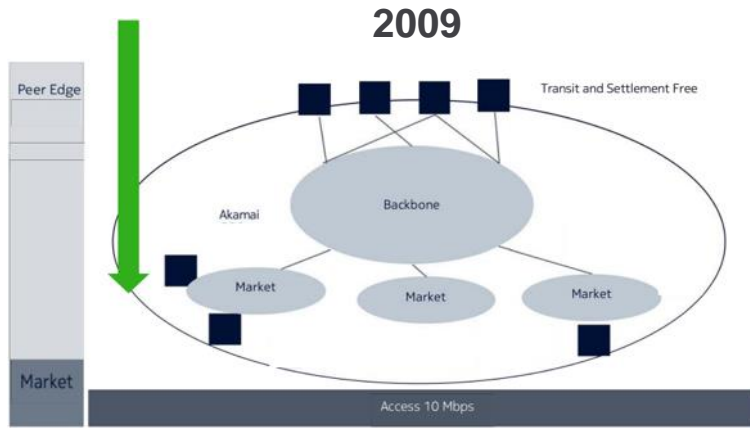 2009
Peer Edge
Transit and Settlement Free
Backbone
Akamai
Market
Market
Market
Market
Access 10 Mbps